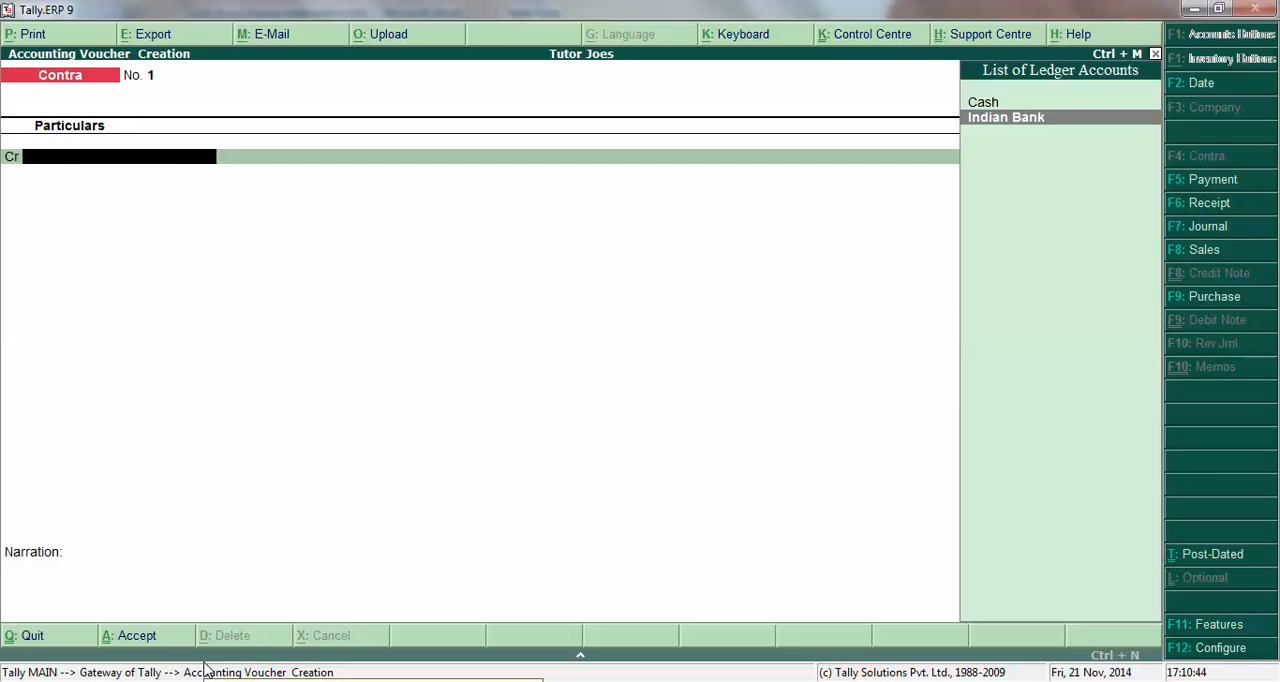 Tally.ERP 9
P: Print E: Export M: E-Mail O: Upload G: Language K: Keyboard K: Control Centre H: Support Centre H: Help
Accounting Voucher Creation Tutor Joes Ctrl + M
Contra No. 1
Particulars
Cr
Narration:
List of Ledger Accounts
Cash
Indian Bank
F1: Accounts Buttons
F1: Inventory Buttons
F2: Date
F3: Company
F4: Contra
F5: Payment
F6: Receipt
F7: Journal
F8: Sales
F8: Credit Note
F9: Purchase
F9: Debit Note
F10: Rev Jrnl
F10: Memos
T: Post-Dated
L: Optional
F11: Features
F12: Configure
Q: Quit A: Accept D: Delete X: Cancel
Ctrl + N
Tally MAIN --> Gateway of Tally --> Accounting Voucher Creation (c) Tally Solutions Pvt. Ltd., 1988-2009 Fri, 21 Nov, 2014 17:10:44